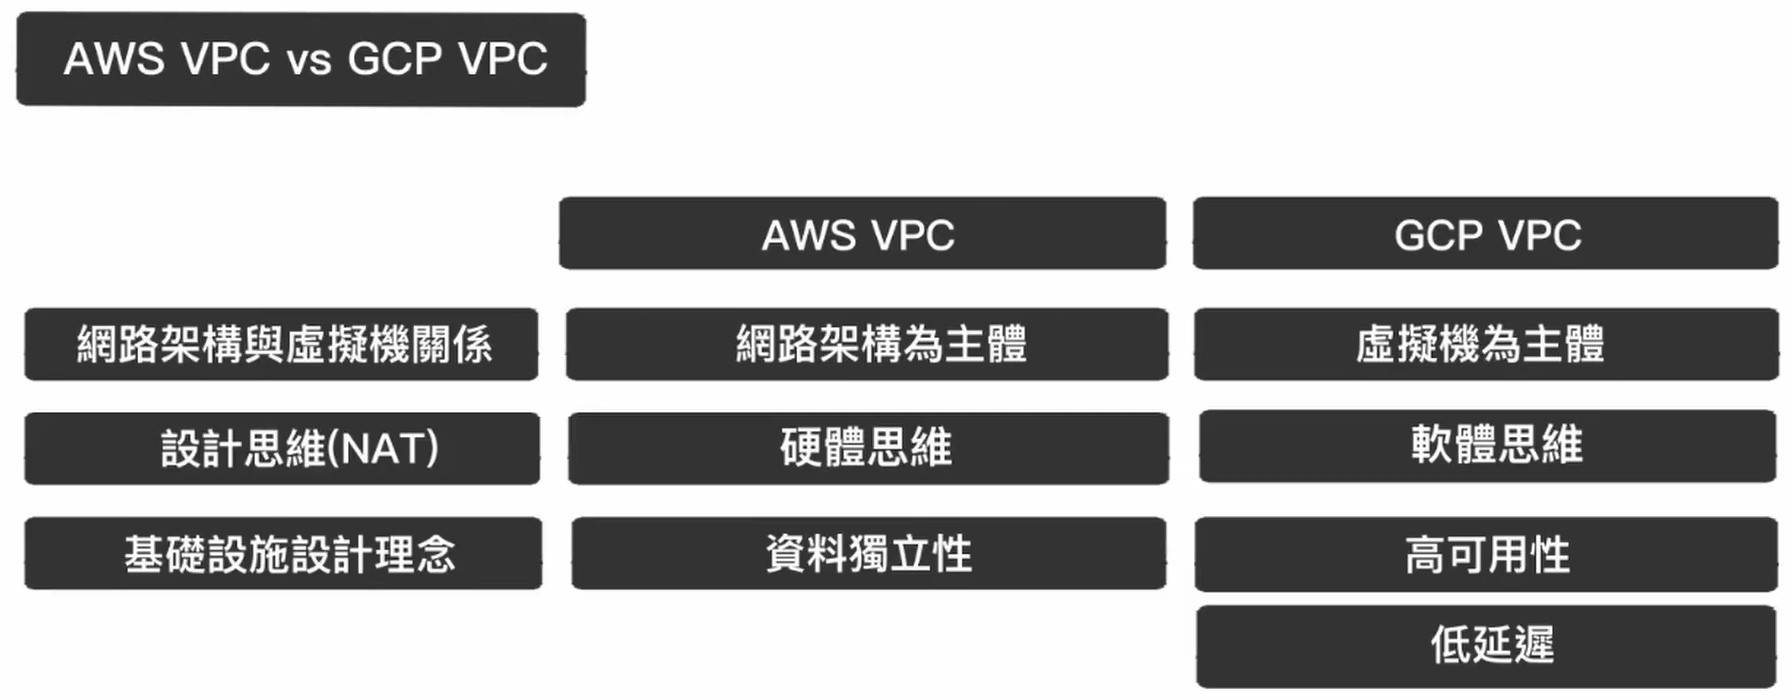 AWS VPC vs GCP VPC
AWS VPC
GCP VPC
網路架構與虛擬機關係
網路架構為主體
虛擬機為主體
設計思維(NAT)
硬體思維
軟體思維
基礎設施設計理念
資料獨立性
高可用性
低延遲